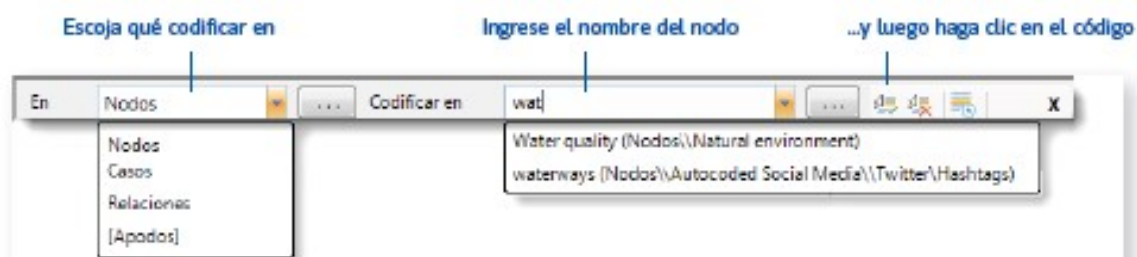 Escoja qué codificar en Ingrese el nombre del nodo ...y luego haga clic en el código
En Nodos ... Codificar en wat ... x
Nodos
Casos
Relaciones
[Apodos]
Water quality (Nodos\\Natural environment)
waterways (Nodos\\Autocoded Social Media\\Twitter\Hashtags)